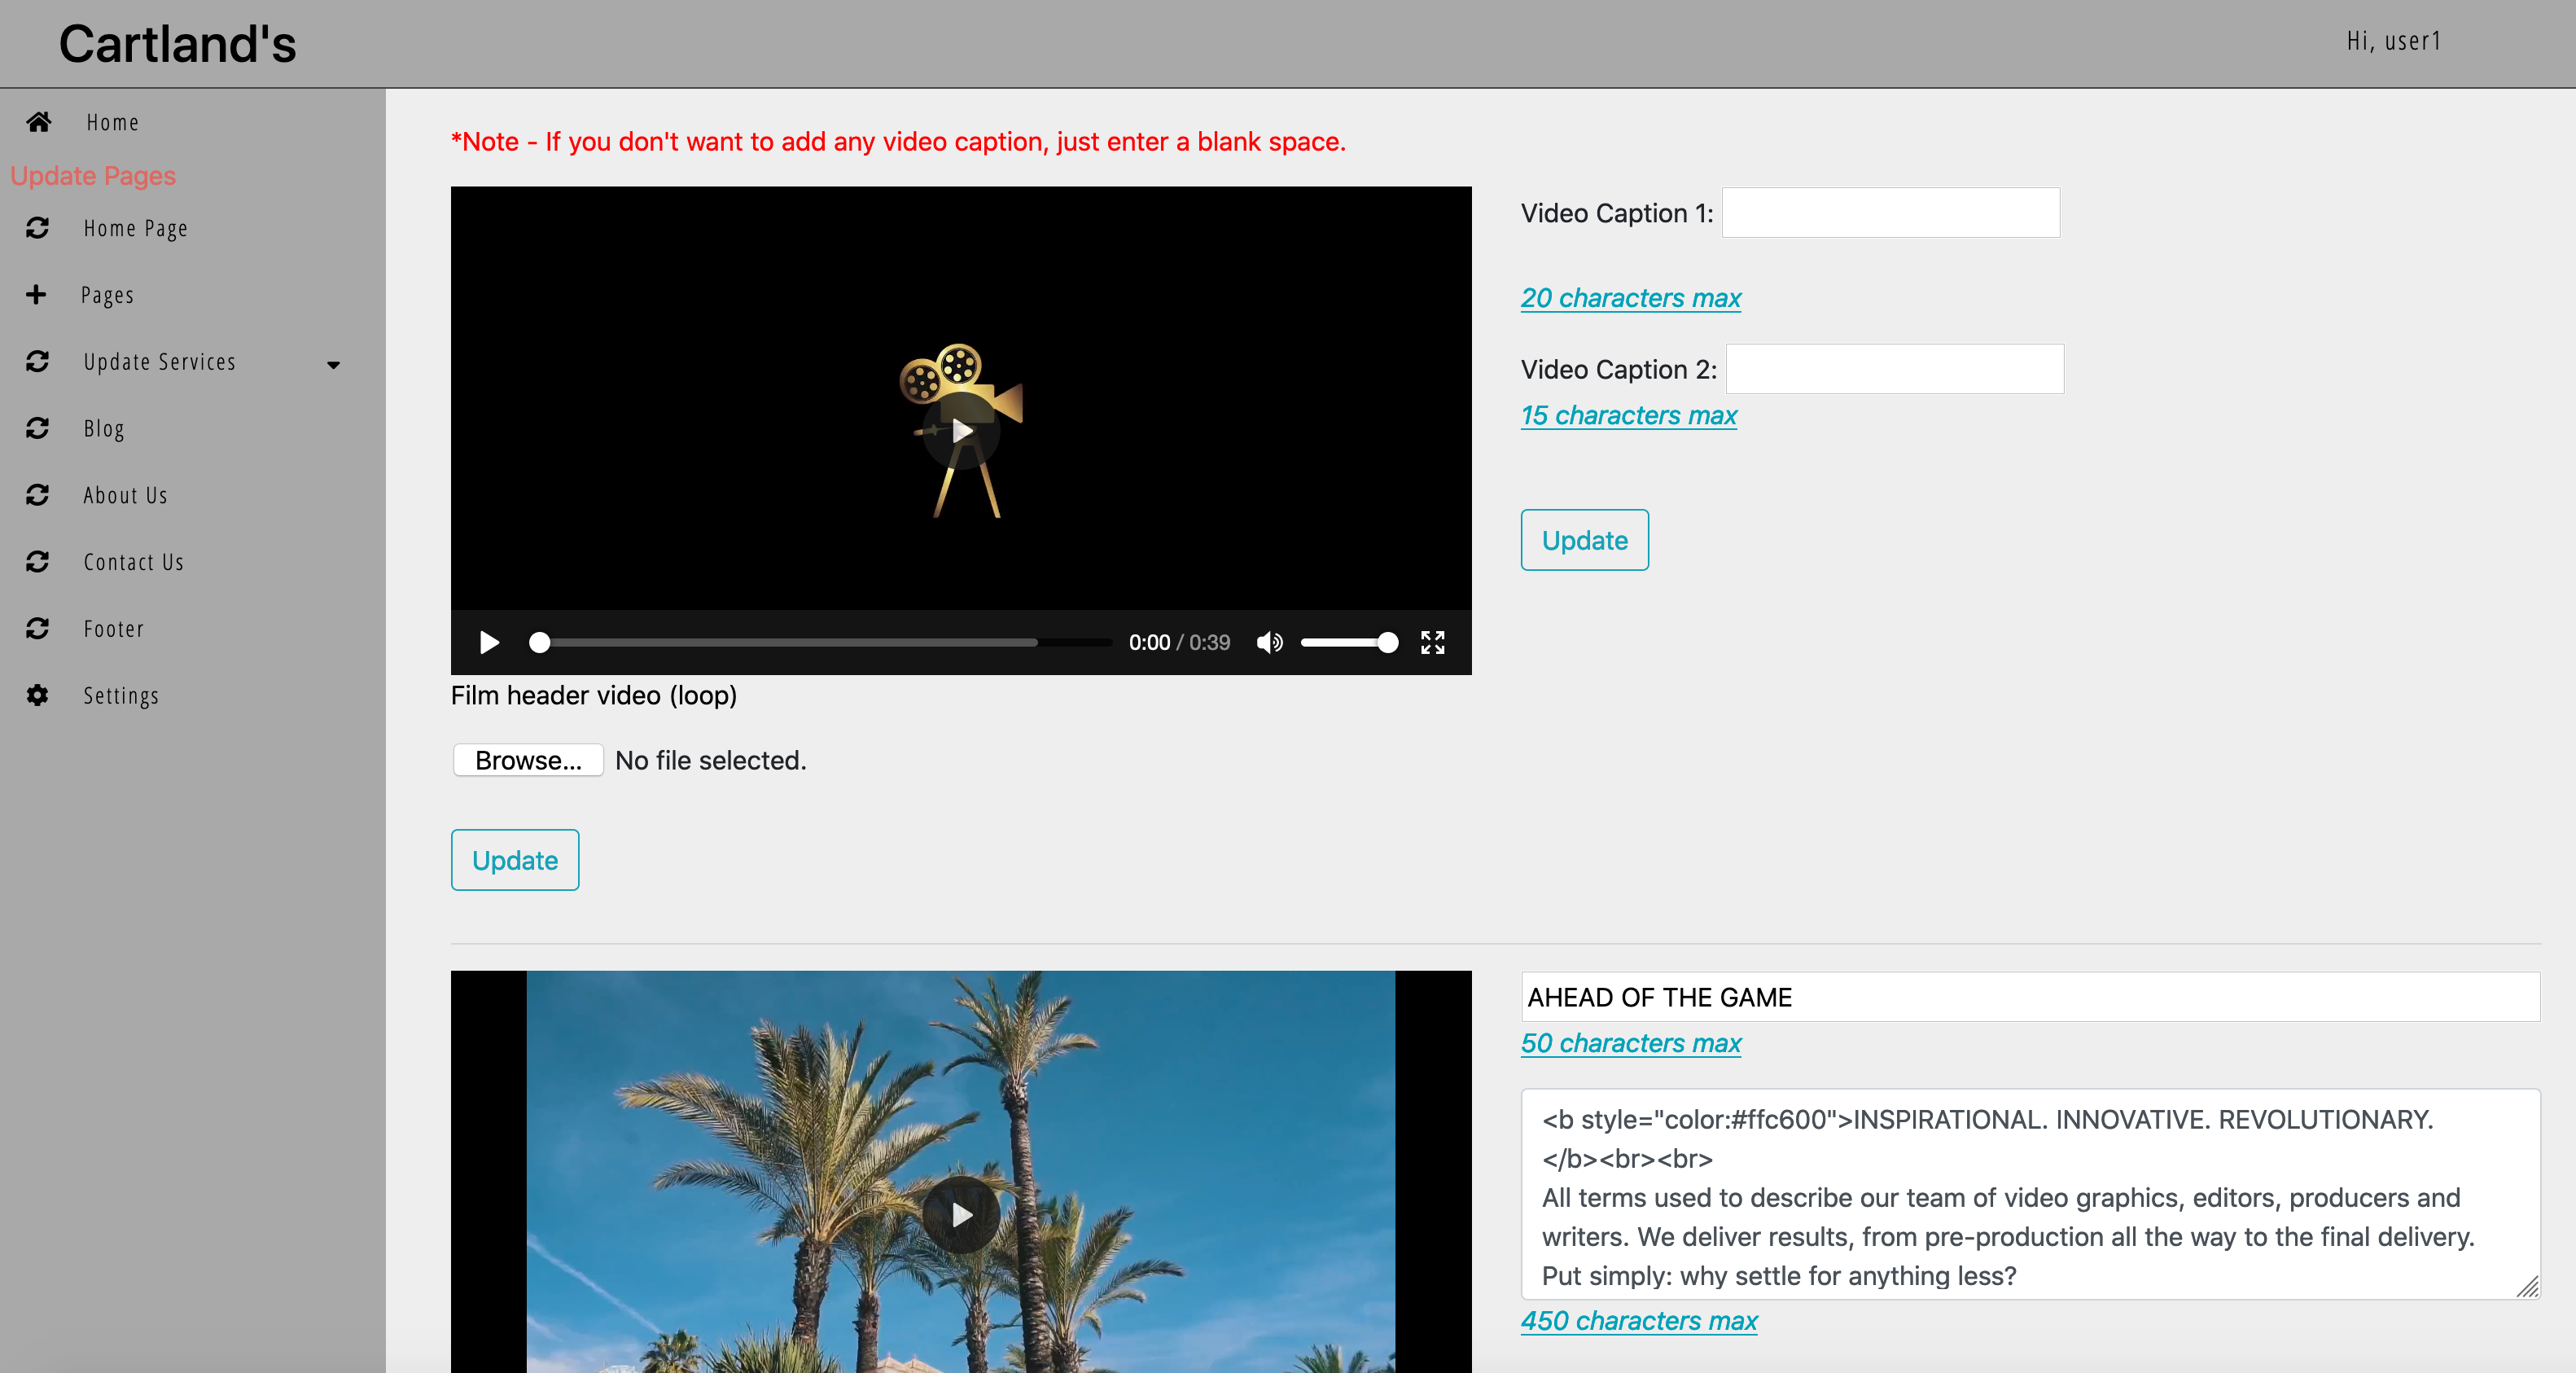 Cartland's
Hi, user1
Home
Update Pages
Home Page
Pages
Update Services
Blog
About Us
Contact Us
Footer
Settings
*Note - If you don't want to add any video caption, just enter a blank space.
0:00 / 0:39
Film header video (loop)
Browse... No file selected.
Update
Video Caption 1:
20 characters max
Video Caption 2:
15 characters max
Update
AHEAD OF THE GAME
50 characters max
<b style="color:#ffc600">INSPIRATIONAL. INNOVATIVE. REVOLUTIONARY.
</b><br><br>
All terms used to describe our team of video graphics, editors, producers and
writers. We deliver results, from pre-production all the way to the final delivery.
Put simply: why settle for anything less?
450 characters max